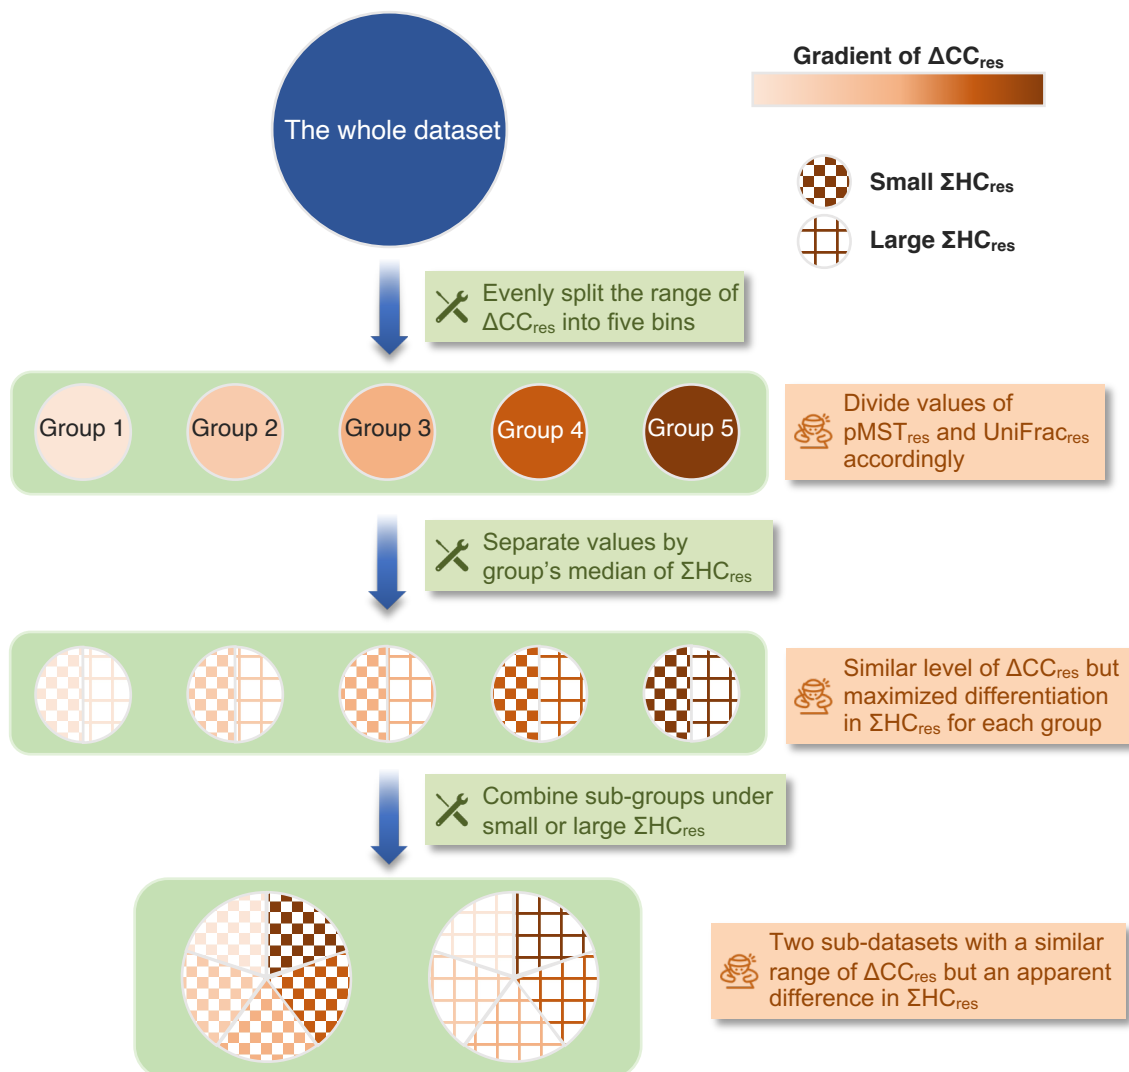 The whole dataset
Gradient of ΔCCres
Small ΣHCres
Large ΣHCres
Evenly split the range of
ΔCCres into five bins
Group 1
Group 2
Group 3
Group 4
Group 5
Divide values of
pMSTres and UniFracres
accordingly
Separate values by
group's median of ΣHCres
Similar level of ΔCCres but
maximized differentiation
in ΣHCres for each group
Combine sub-groups under
small or large ΣHCres
Two sub-datasets with a similar
range of ΔCCres but an apparent
difference in ΣHCres